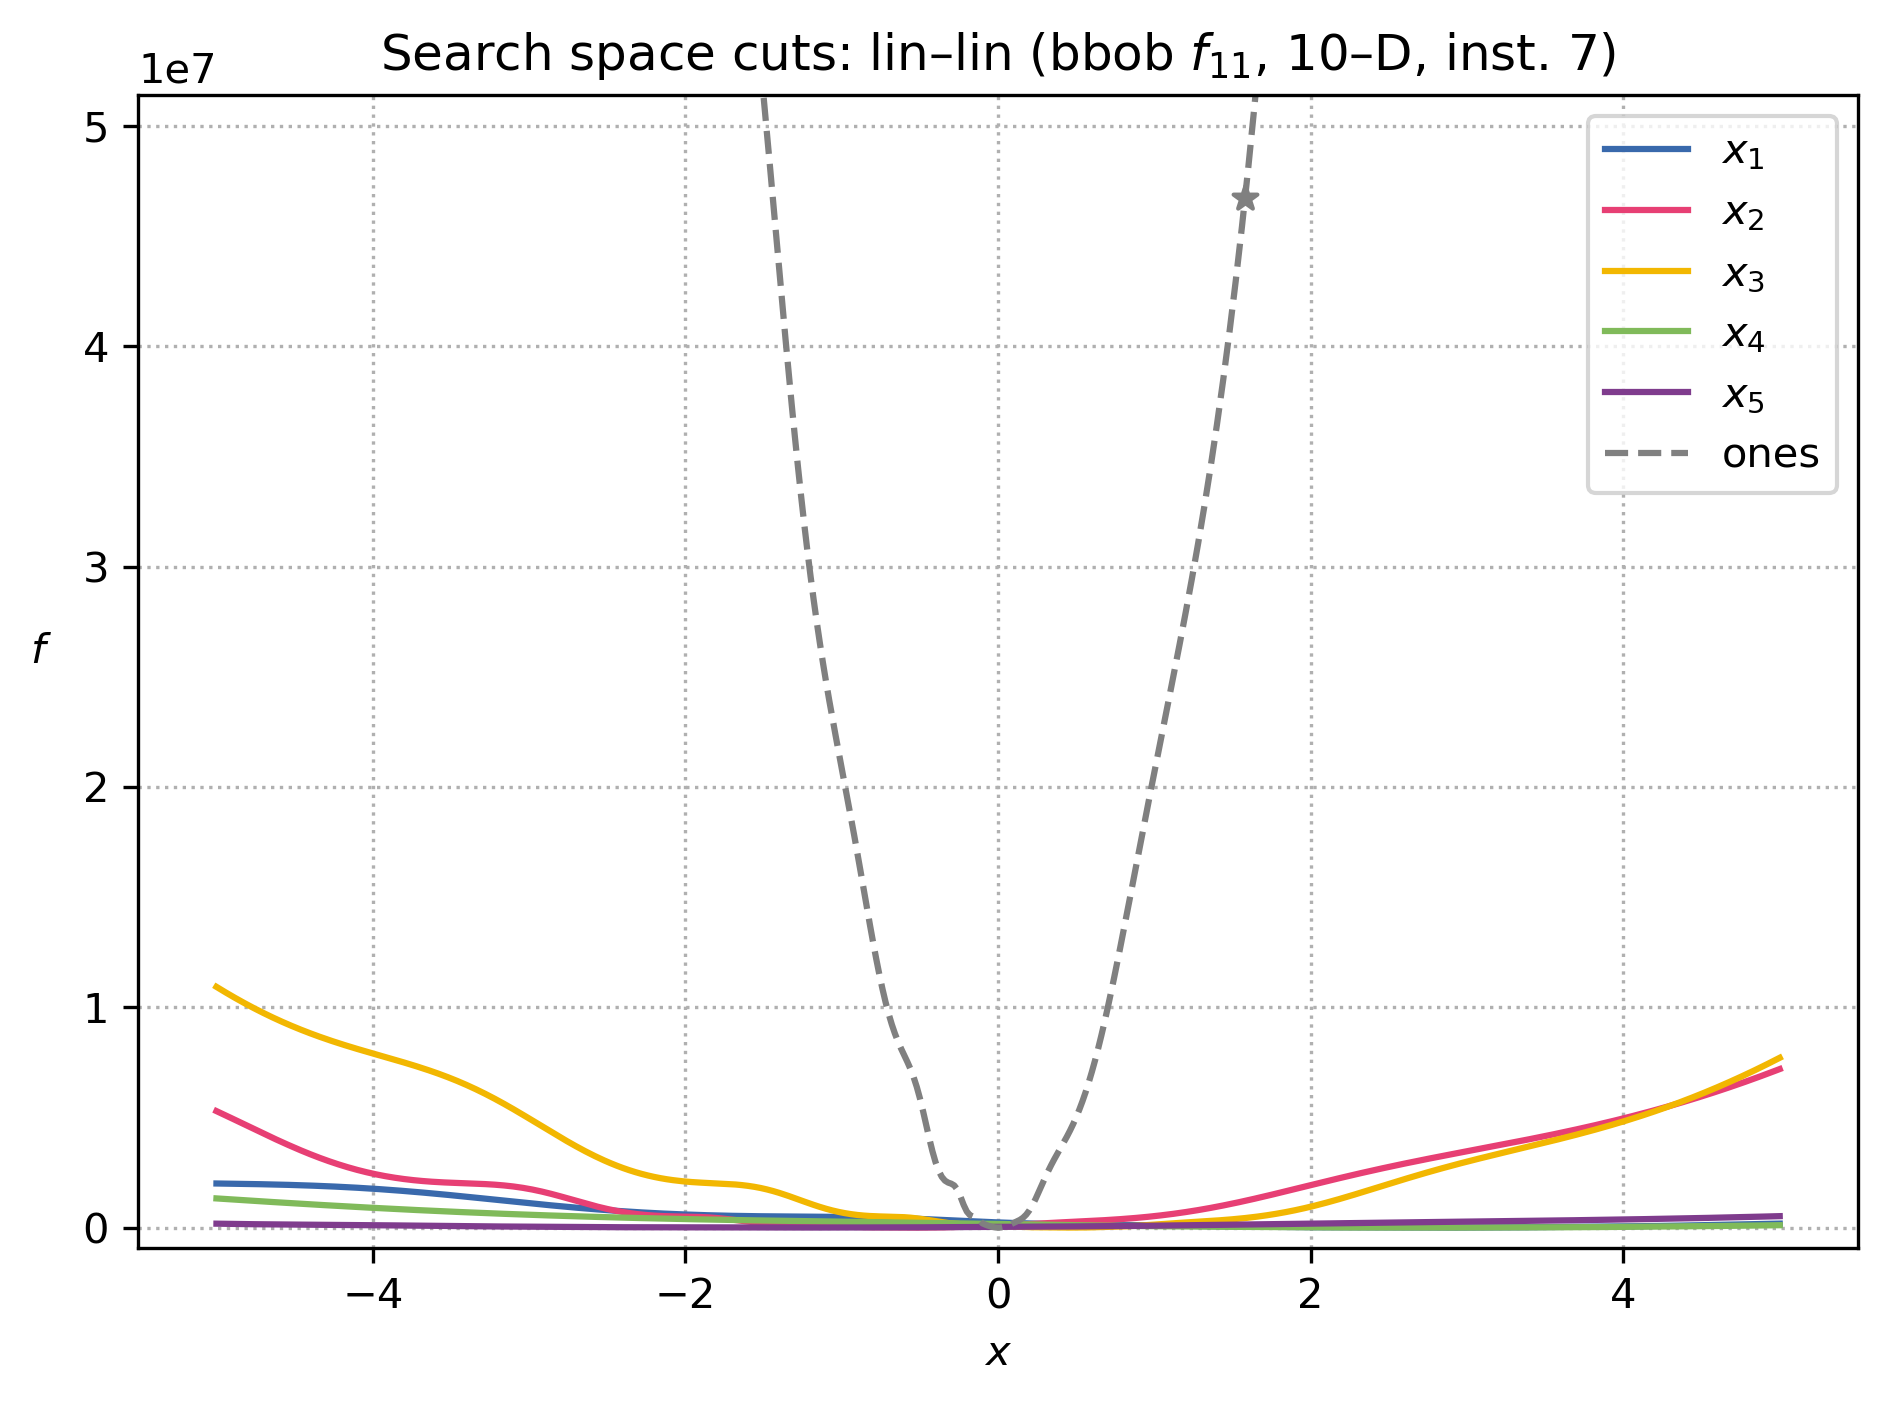 Search space cuts: lin–lin (bbob f₁₁, 10–D, inst. 7)
1e7
5
4
3
2
1
0
f
−4
−2
0
2
4
x
x₁
x₂
x₃
x₄
x₅
ones